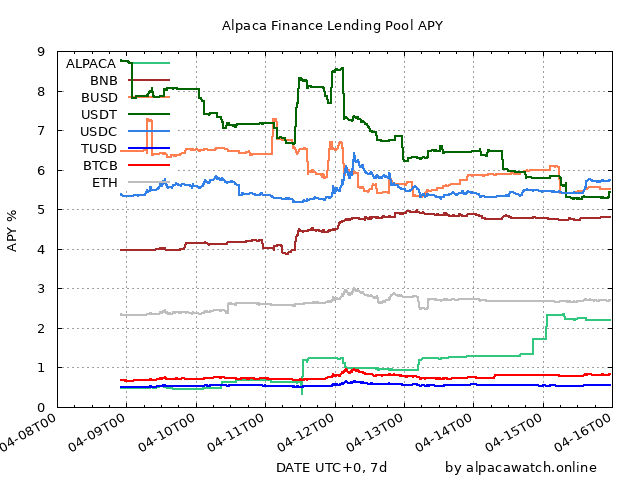 Alpaca Finance Lending Pool APY
9
8
7
6
5
4
3
2
1
0
APY %
ALPACA
BNB
BUSD
USDT
USDC
TUSD
BTCB
ETH
04-08T00
04-09T00
04-10T00
04-11T00
04-12T00
04-13T00
04-14T00
04-15T00
04-16T00
DATE UTC+0, 7d
by alpacawatch.online